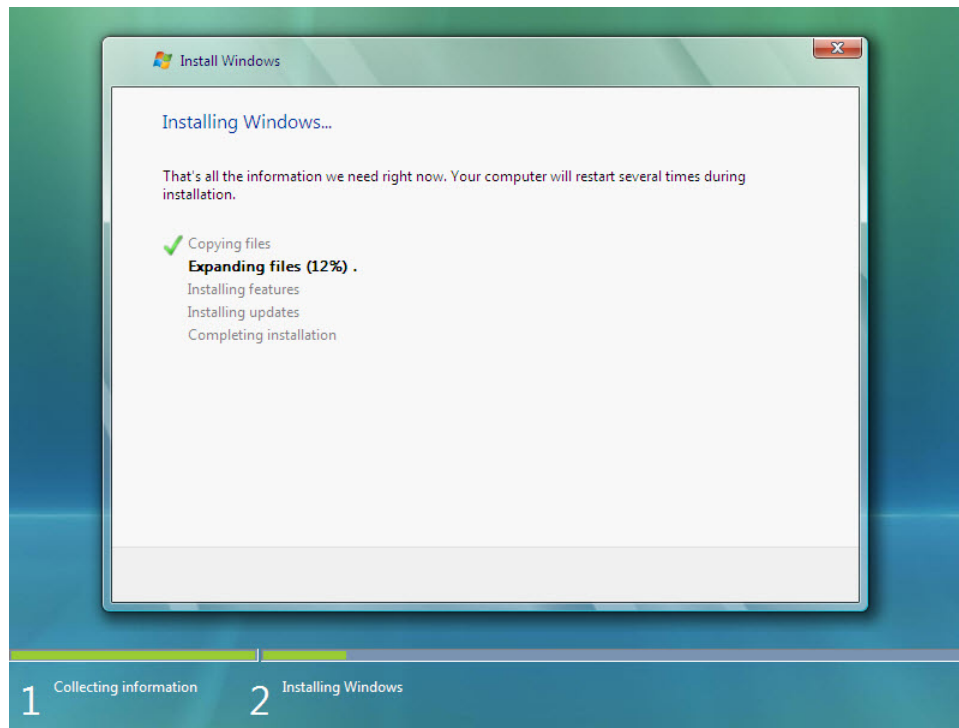 Install Windows
Installing Windows...
That's all the information we need right now. Your computer will restart several times during
installation.
Copying files
Expanding files (12%) .
Installing features
Installing updates
Completing installation
1 Collecting information 2 Installing Windows